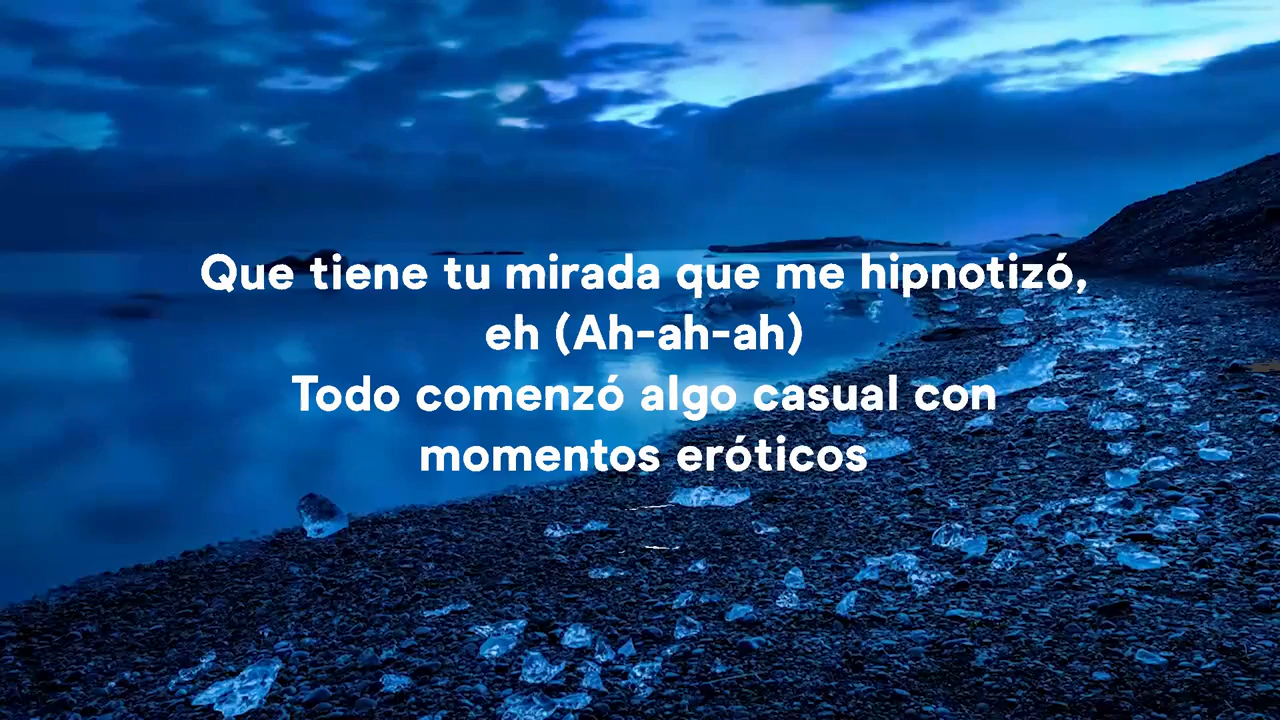 Que tiene tu mirada que me hipnotizó,
eh (Ah-ah-ah)
Todo comenzó algo casual con
momentos eróticos